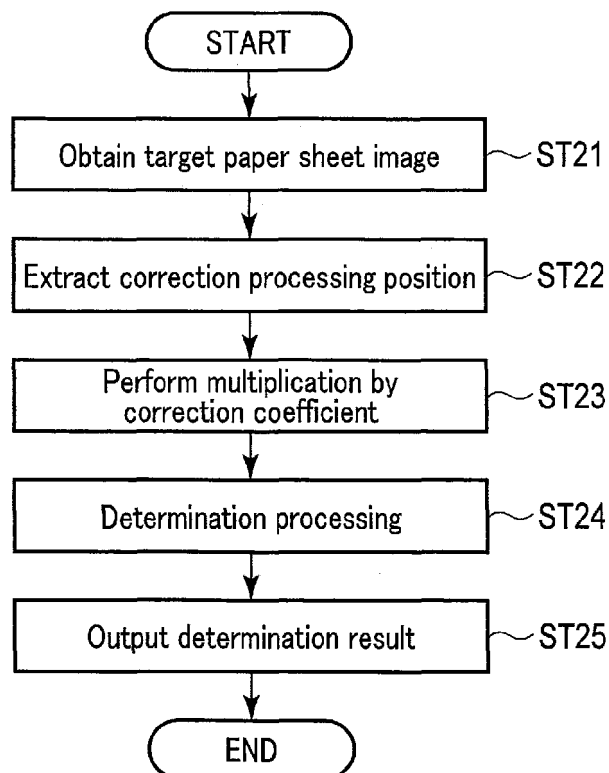 START
Obtain target paper sheet image
ST21
Extract correction processing position
ST22
Perform multiplication by
correction coefficient
ST23
Determination processing
ST24
Output determination result
ST25
END